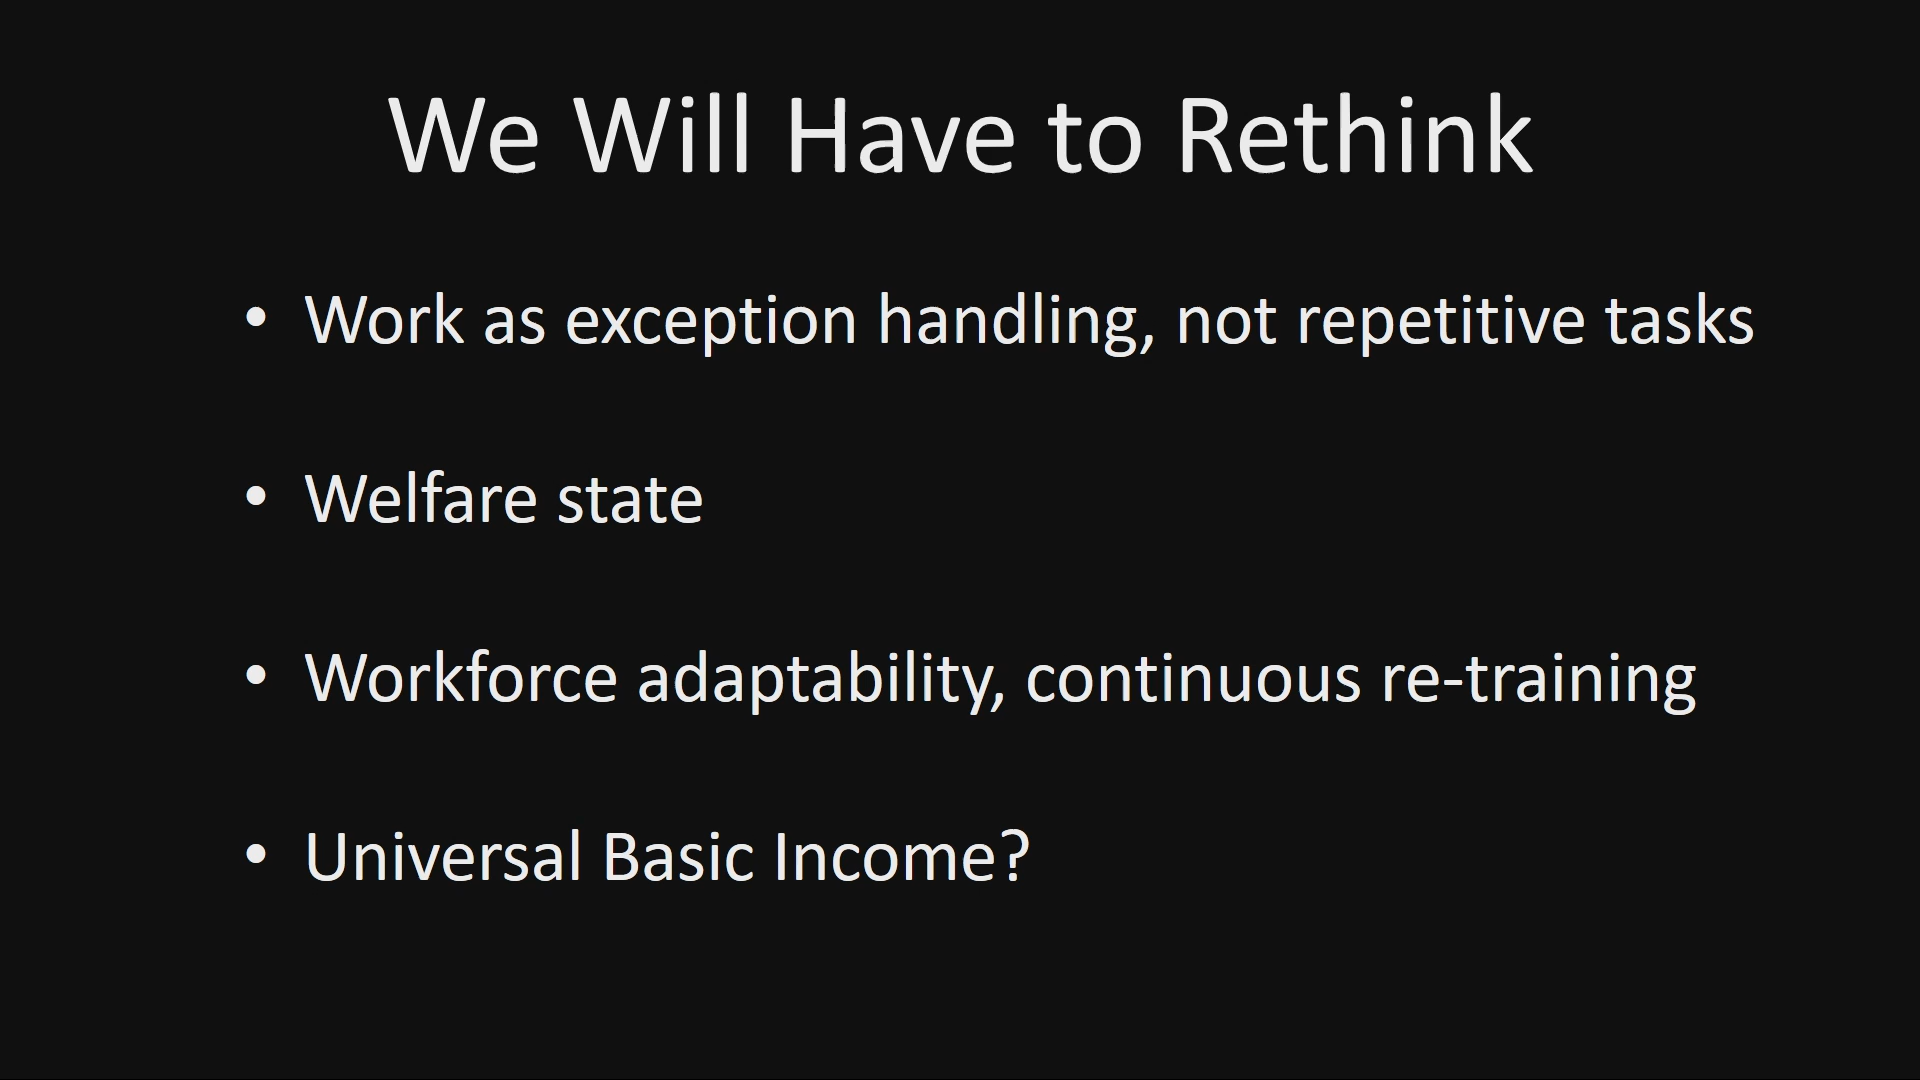 We Will Have to Rethink
• Work as exception handling, not repetitive tasks
• Welfare state
• Workforce adaptability, continuous re-training
• Universal Basic Income?